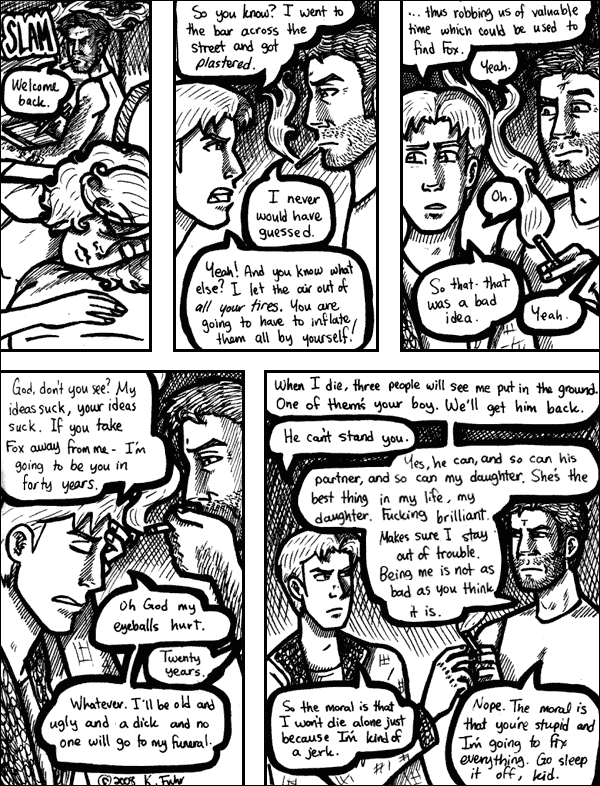 SLAM
Welcome
back.
So you know? I went to
the bar across the
street and got
plastered.
I never
would have
guessed.
Yeah! And you know what
else? I let the air out of
all your tires. You are
going to have to inflate
them all by yourself!
... thus robbing us of valuable
time which could be used to
find Fox.
Yeah.
Oh.
So that- that
was a bad
idea.
Yeah.
God, don't you see? My
ideas suck, your ideas
suck. If you take
Fox away from me - I'm
going to be you in
forty years.
Oh God my
eyeballs hurt.
Twenty
years.
Whatever. I'll be old and
ugly and a dick and no
one will go to my funeral.
©2008 K.
When I die, three people will see me put in the ground.
One of them's your boy. We'll get him back.
He can't stand you.
Yes, he can, and so can his
partner, and so can my daughter. She's the
best thing in my life, my
daughter. Fucking brilliant.
Makes sure I stay
out of trouble.
Being me is not as
bad as you think
it is.
So the moral is that
I won't die alone just
because I'm kind of
a jerk.
Nope. The moral is
that you're stupid and
I'm going to fix
everything. Go sleep
it off, kid.